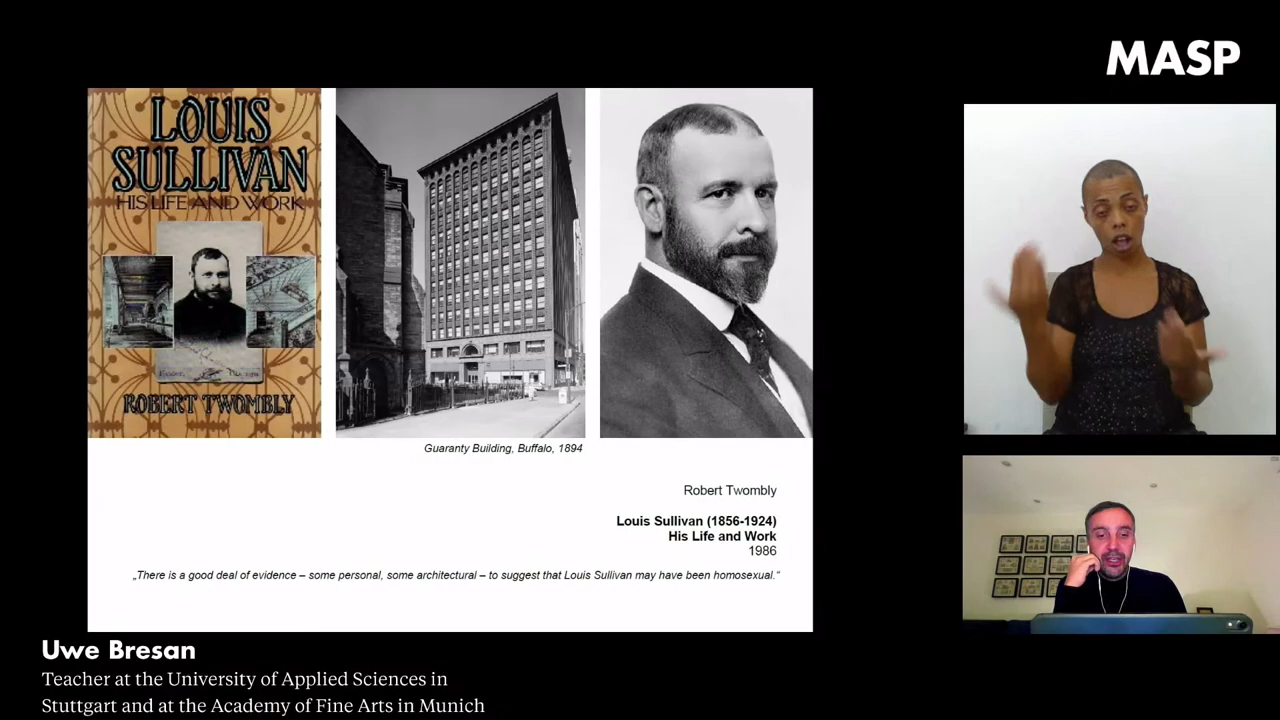 MASP
LOUIS
SULLIVAN
HIS LIFE AND WORK
ROBERT TWOMBLY
Guaranty Building, Buffalo, 1894
Robert Twombly
Louis Sullivan (1856-1924)
His Life and Work
1986
„There is a good deal of evidence – some personal, some architectural – to suggest that Louis Sullivan may have been homosexual.“
Uwe Bresan
Teacher at the University of Applied Sciences in
Stuttgart and at the Academy of Fine Arts in Munich